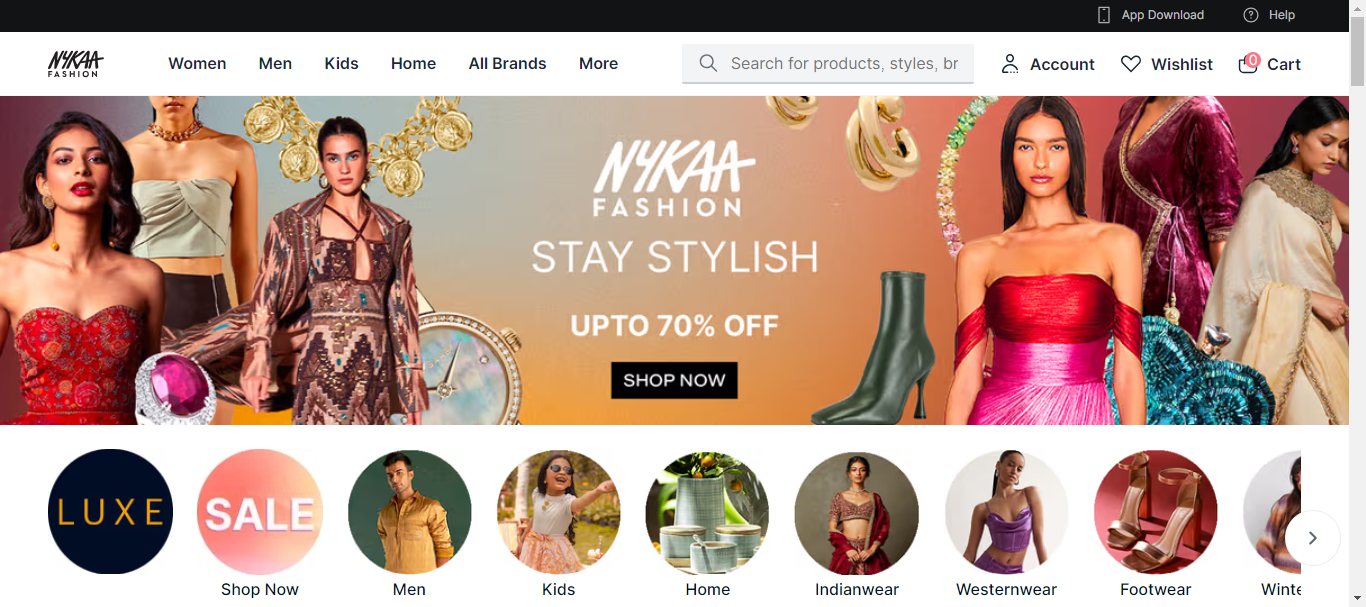 App Download Help
NYKAA
FASHION
Women Men Kids Home All Brands More
Search for products, styles, br
Account Wishlist 0 Cart
NYKAA
FASHION
STAY STYLISH
UPTO 70% OFF
SHOP NOW
LUXE
SALE
Shop Now Men Kids Home Indianwear Westernwear Footwear Winte